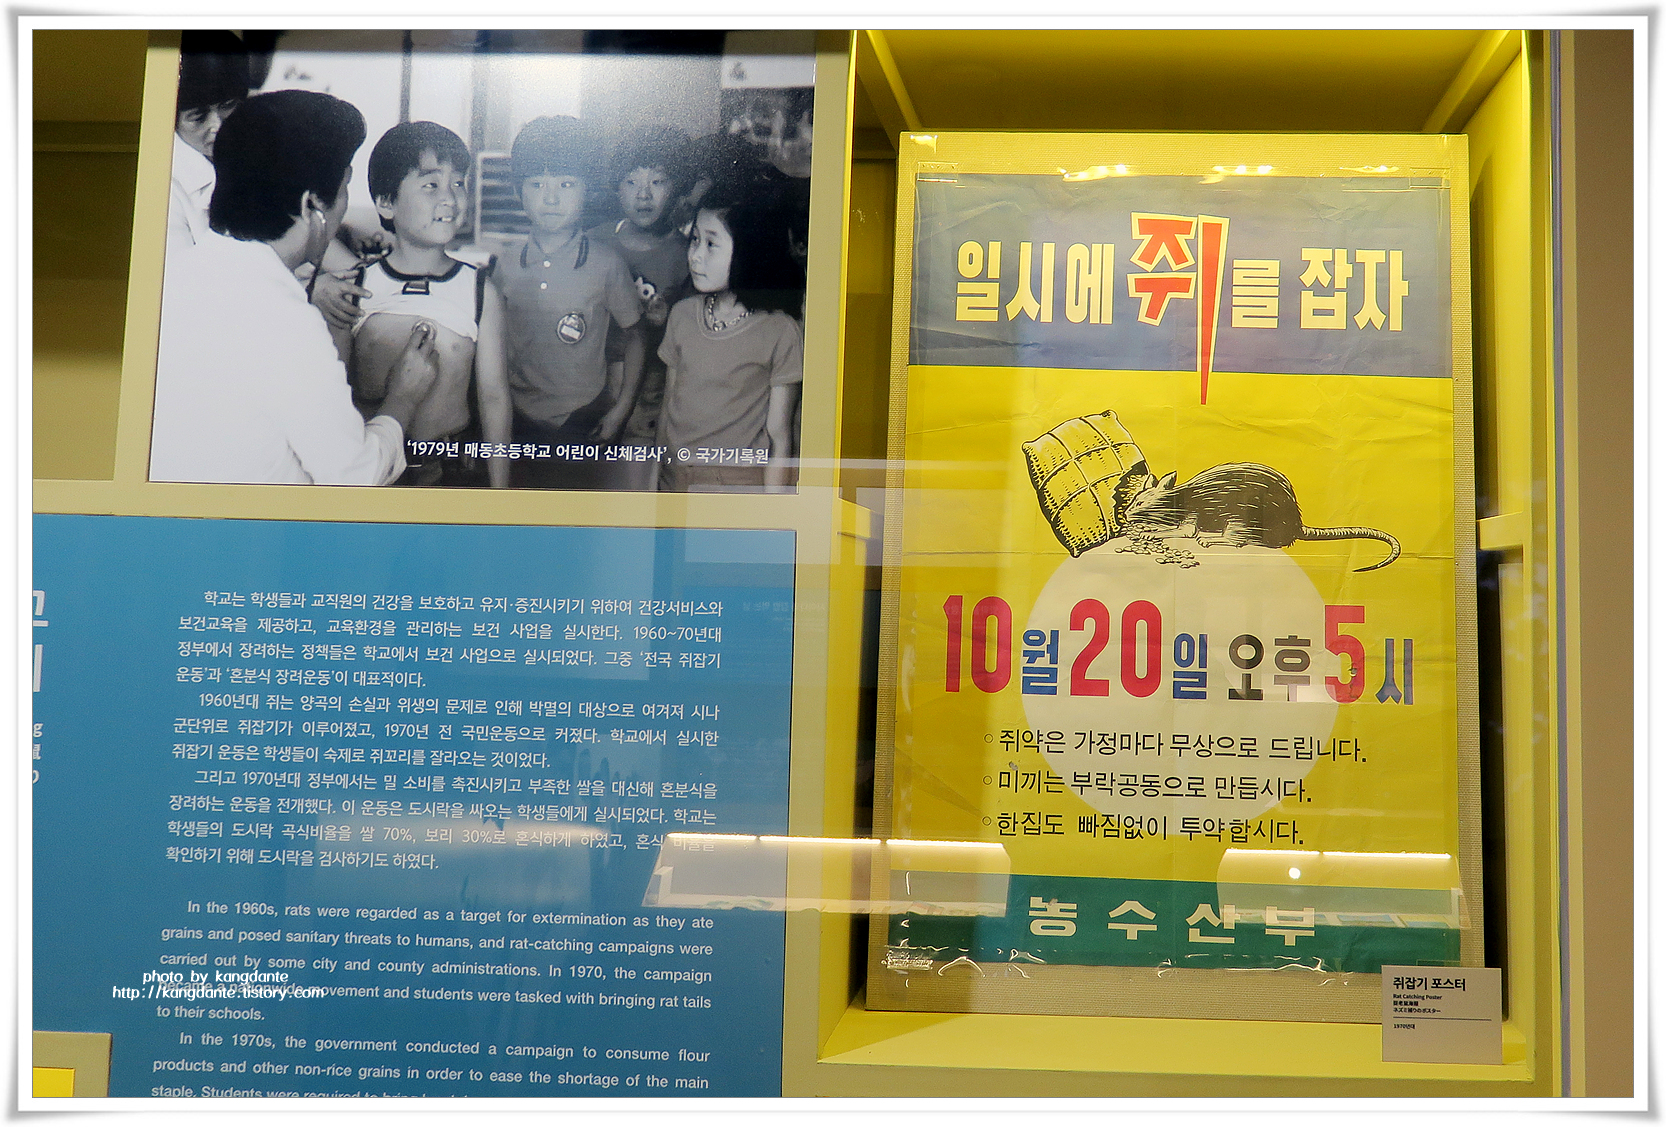 '1979년 매동초등학교 어린이 신체검사', © 국가기록원
학교는 학생들과 교직원의 건강을 보호하고 유지·증진시키기 위하여 건강서비스와
보건교육을 제공하고, 교육환경을 관리하는 보건 사업을 실시한다. 1960~70년대
정부에서 장려하는 정책들은 학교에서 보건 사업으로 실시되었다. 그중 '전국 쥐잡기
운동'과 '혼분식 장려운동'이 대표적이다.
1960년대 쥐는 양곡의 손실과 위생의 문제로 인해 박멸의 대상으로 여겨져 시나
군단위로 쥐잡기가 이루어졌고, 1970년 전 국민운동으로 커졌다. 학교에서 실시한
쥐잡기 운동은 학생들이 숙제로 쥐꼬리를 잘라오는 것이었다.
그리고 1970년대 정부에서는 밀 소비를 촉진시키고 부족한 쌀을 대신해 혼분식을
장려하는 운동을 전개했다. 이 운동은 도시락을 싸오는 학생들에게 실시되었다. 학교는
학생들의 도시락 곡식비율을 쌀 70%, 보리 30%로 혼식하게 하였고, 혼식 비율을
확인하기 위해 도시락을 검사하기도 하였다.
In the 1960s, rats were regarded as a target for extermination as they ate
grains and posed sanitary threats to humans, and rat-catching campaigns were
carried out by some city and county administrations. In 1970, the campaign
became a nationwide movement and students were tasked with bringing rat tails
to their schools.
In the 1970s, the government conducted a campaign to consume flour
products and other non-rice grains in order to ease the shortage of the main
staple. Students were required to bring
photo by kangdante
http://kangdante.tistory.com
일시에 쥐를 잡자
10월 20일 오후 5시
○ 쥐약은 가정마다 무상으로 드립니다.
○ 미끼는 부락공동으로 만듭시다.
○ 한집도 빠짐없이 투약합시다.
농수산부
쥐잡기 포스터
Rat Catching Poster
ネズミ捕りのポスター
1970년대